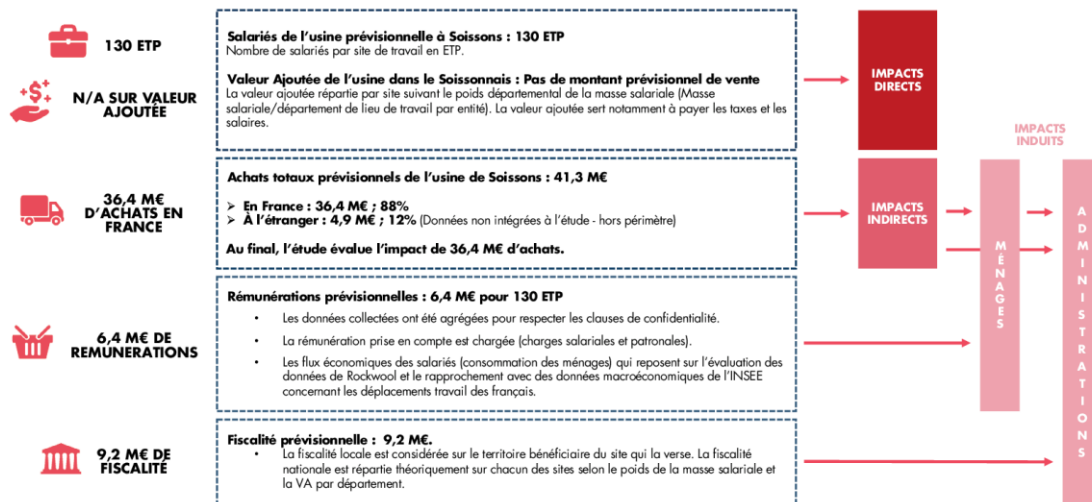 130 ETP
N/A SUR VALEUR
AJOUTÉE
Salariés de l'usine prévisionnelle à Soissons : 130 ETP
Nombre de salariés par site de travail en ETP.
Valeur Ajoutée de l'usine dans le Soissonnais : Pas de montant prévisionnel de vente
La valeur ajoutée répartie par site suivant le poids départemental de la masse salariale (Masse
salariale/département de lieu de travail par entité). La valeur ajoutée sert notamment à payer les taxes et les
salaires.
IMPACTS
DIRECTS
IMPACTS
INDUITS
36,4 M€
D'ACHATS EN
FRANCE
Achats totaux prévisionnels de l'usine de Soissons : 41,3 M€
➢ En France : 36,4 M€ ; 88%
➢ À l'étranger : 4,9 M€ ; 12% (Données non intégrées à l'étude - hors périmètre)
Au final, l'étude évalue l'impact de 36,4 M€ d'achats.
IMPACTS
INDIRECTS
MÉNAGES
ADMINISTRATIONS
6,4 M€ DE
REMUNERATIONS
Rémunérations prévisionnelles : 6,4 M€ pour 130 ETP
• Les données collectées ont été agrégées pour respecter les clauses de confidentialité.
• La rémunération prise en compte est chargée (charges salariales et patronales).
• Les flux économiques des salariés (consommation des ménages) qui reposent sur l'évaluation des
données de Rockwool et le rapprochement avec des données macroéconomiques de l'INSEE
concernant les déplacements travail des français.
9,2 M€ DE
FISCALITÉ
Fiscalité prévisionnelle : 9,2 M€.
• La fiscalité locale est considérée sur le territoire bénéficiaire du site qui la verse. La fiscalité
nationale est répartie théoriquement sur chacun des sites selon le poids de la masse salariale et
la VA par département.